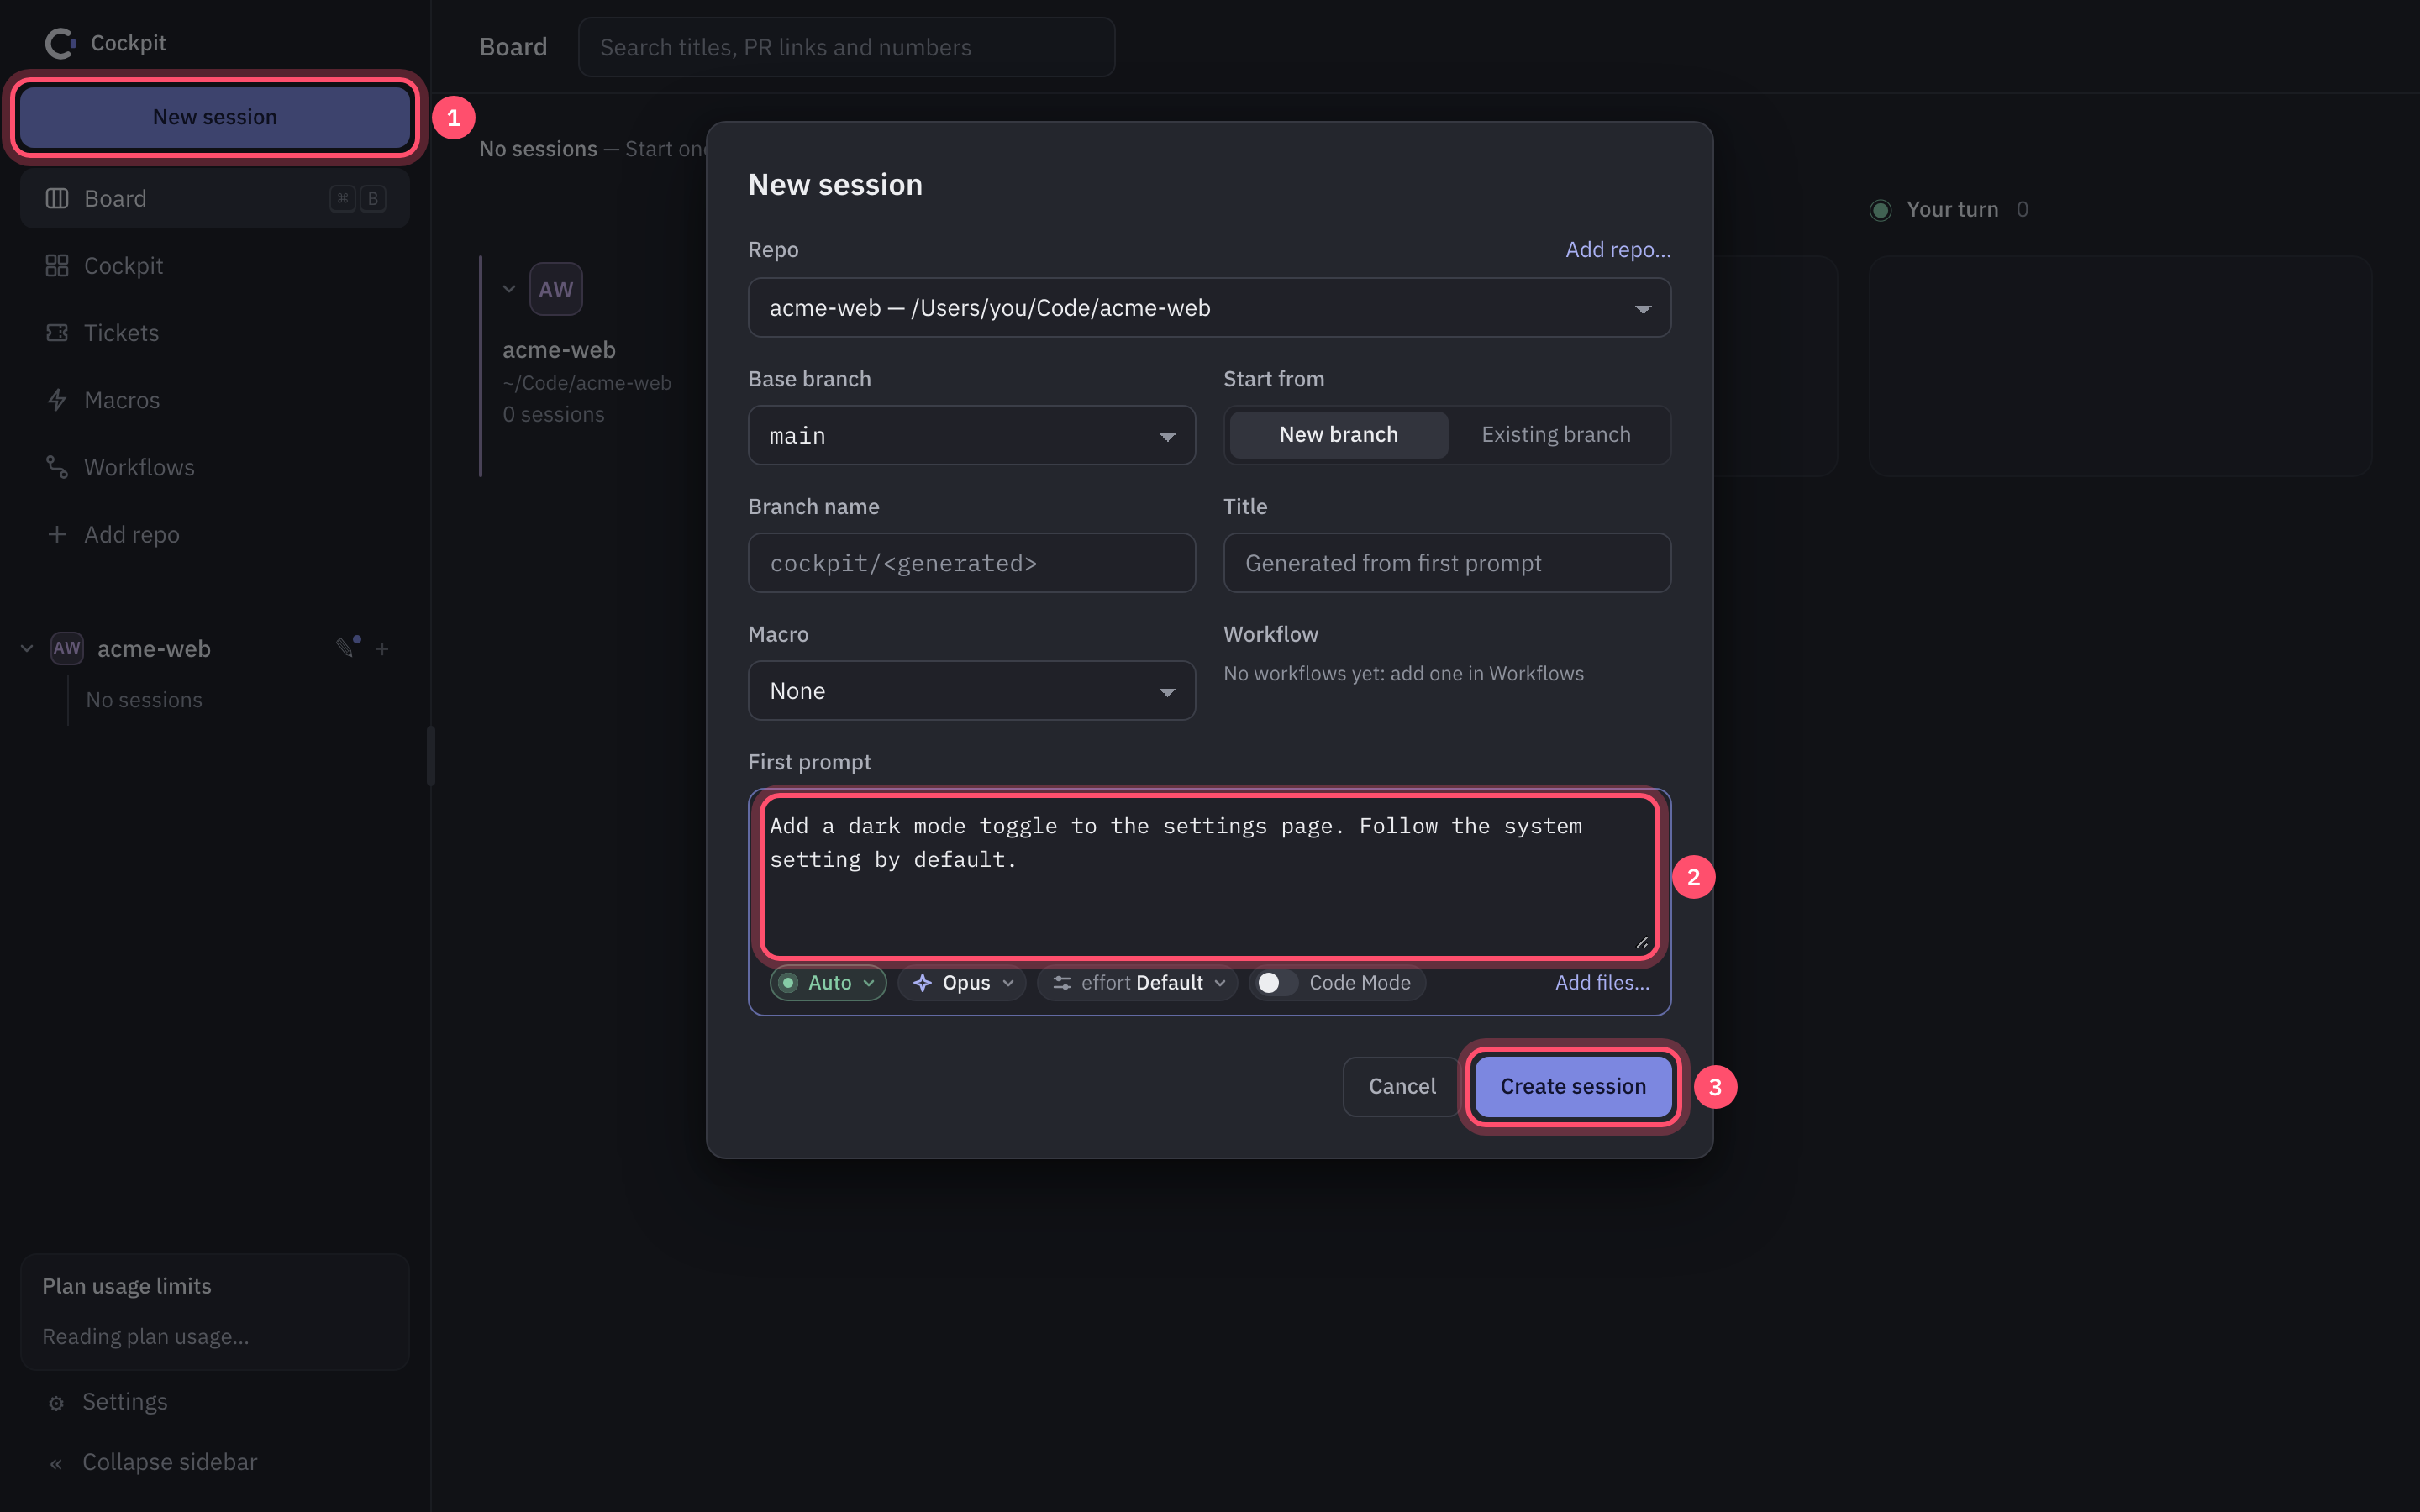 Cockpit
New session
1
Board
⌘ B
Cockpit
Tickets
Macros
Workflows
Add repo
AW acme-web
No sessions
Plan usage limits
Reading plan usage...
Settings
Collapse sidebar
Board
Search titles, PR links and numbers
No sessions — Start
Your turn 0
AW
acme-web
~/Code/acme-web
0 sessions
New session
Repo
Add repo...
acme-web — /Users/you/Code/acme-web
Base branch
Start from
main
New branch
Existing branch
Branch name
Title
cockpit/<generated>
Generated from first prompt
Macro
Workflow
None
No workflows yet: add one in Workflows
First prompt
Add a dark mode toggle to the settings page. Follow the system
setting by default.
2
Auto
Opus
effort Default
Code Mode
Add files...
Cancel
Create session
3